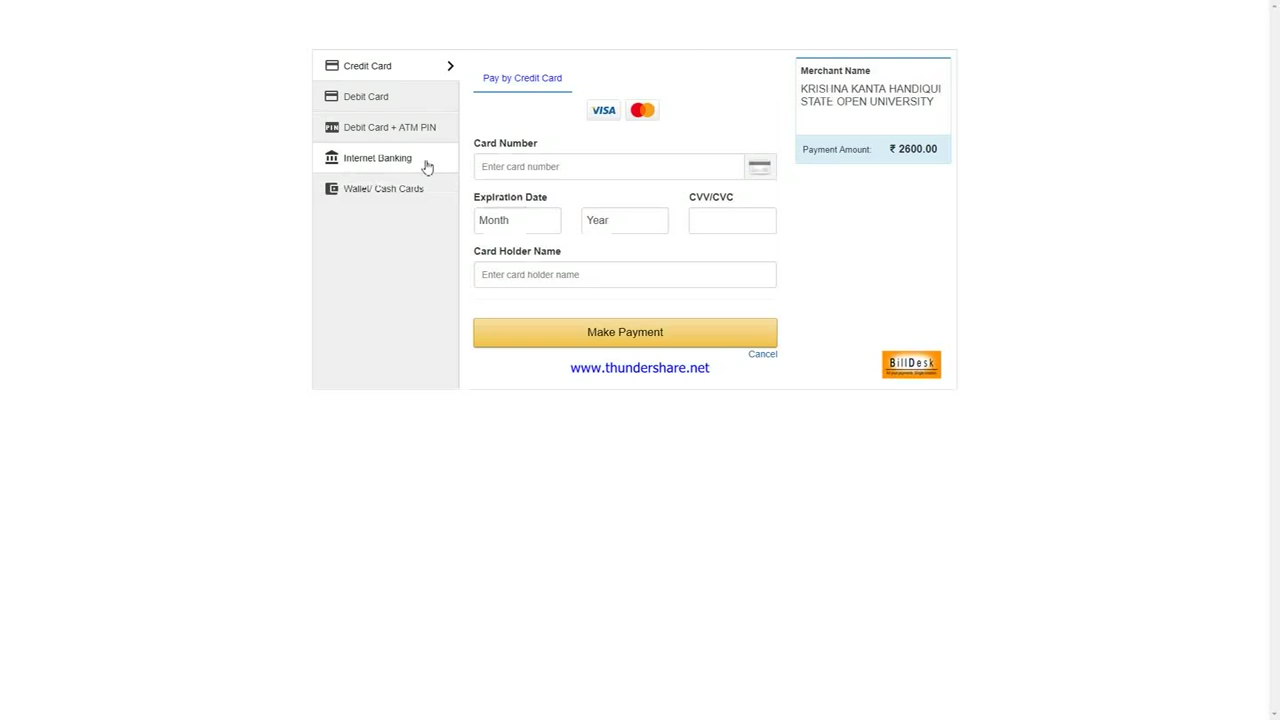 Credit Card
Debit Card
PIN Debit Card + ATM PIN
Internet Banking
Wallet/ Cash Cards
Pay by Credit Card
VISA
Card Number
Enter card number
Expiration Date
CVV/CVC
Month
Year
Card Holder Name
Enter card holder name
Make Payment
Cancel
www.thundershare.net
Merchant Name
KRISHNA KANTA HANDIQUI
STATE OPEN UNIVERSITY
Payment Amount: ₹ 2600.00
BillDesk